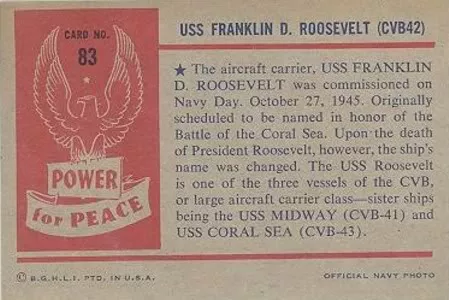 CARD NO.
83
POWER
for PEACE
USS FRANKLIN D. ROOSEVELT (CVB42)
★ The aircraft carrier, USS FRANKLIN
D. ROOSEVELT was commissioned on
Navy Day. October 27, 1945. Originally
scheduled to be named in honor of the
Battle of the Coral Sea. Upon the death
of President Roosevelt, however, the ship's
name was changed. The USS Roosevelt
is one of the three vessels of the CVB,
or large aircraft carrier class—sister ships
being the USS MIDWAY (CVB-41) and
USS CORAL SEA (CVB-43).
© B.G.H.L.I. PTD. IN U.S.A.
OFFICIAL NAVY PHOTO